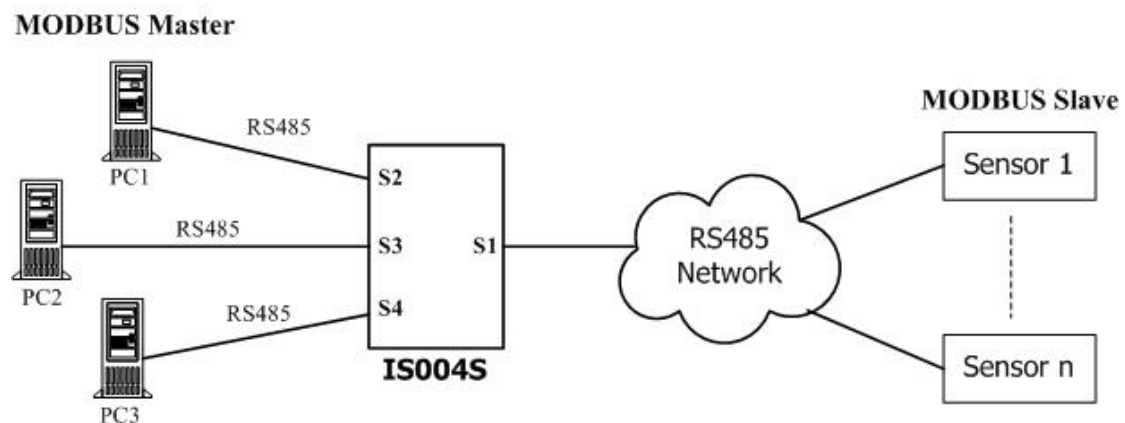 MODBUS Master
PC1
RS485
PC2
RS485
PC3
RS485
S2
S3
S4
S1
IS004S
RS485
Network
MODBUS Slave
Sensor 1
Sensor n